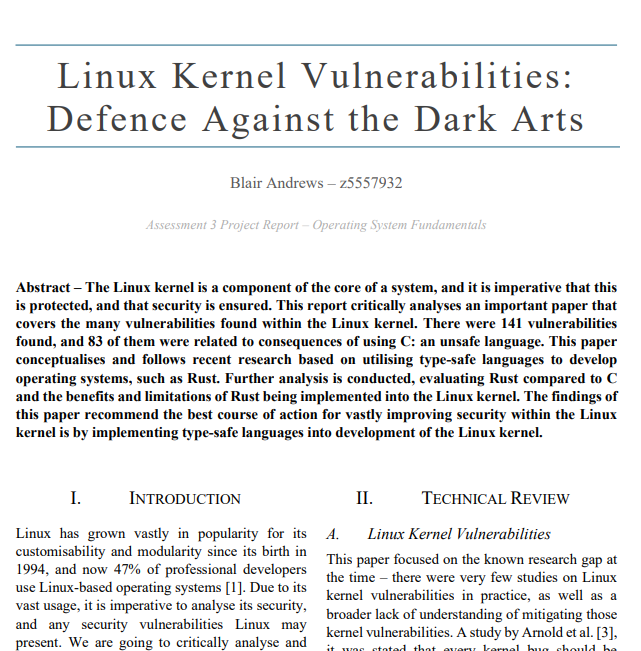 Linux Kernel Vulnerabilities:
Defence Against the Dark Arts
Blair Andrews – z5557932
Assessment 3 Project Report – Operating System Fundamentals
Abstract – The Linux kernel is a component of the core of a system, and it is imperative that this
is protected, and that security is ensured. This report critically analyses an important paper that
covers the many vulnerabilities found within the Linux kernel. There were 141 vulnerabilities
found, and 83 of them were related to consequences of using C: an unsafe language. This paper
conceptualises and follows recent research based on utilising type-safe languages to develop
operating systems, such as Rust. Further analysis is conducted, evaluating Rust compared to C
and the benefits and limitations of Rust being implemented into the Linux kernel. The findings
of this paper recommend the best course of action for vastly improving security within the Linux
kernel is by implementing type-safe languages into development of the Linux kernel.
I. INTRODUCTION
Linux has grown vastly in popularity for its
customisability and modularity since its birth in
1994, and now 47% of professional developers
use Linux-based operating systems [1]. Due to its
vast usage, it is imperative to analyse its security,
and any security vulnerabilities Linux may
present. We are going to critically analyse and
II. TECHNICAL REVIEW
A. Linux Kernel Vulnerabilities
This paper focused on the known research gap at
the time – there were very few studies on Linux
kernel vulnerabilities in practice, as well as a
broader lack of understanding of mitigating those
kernel vulnerabilities. A study by Arnold et al. [3],
it was stated that every kernel bug should be